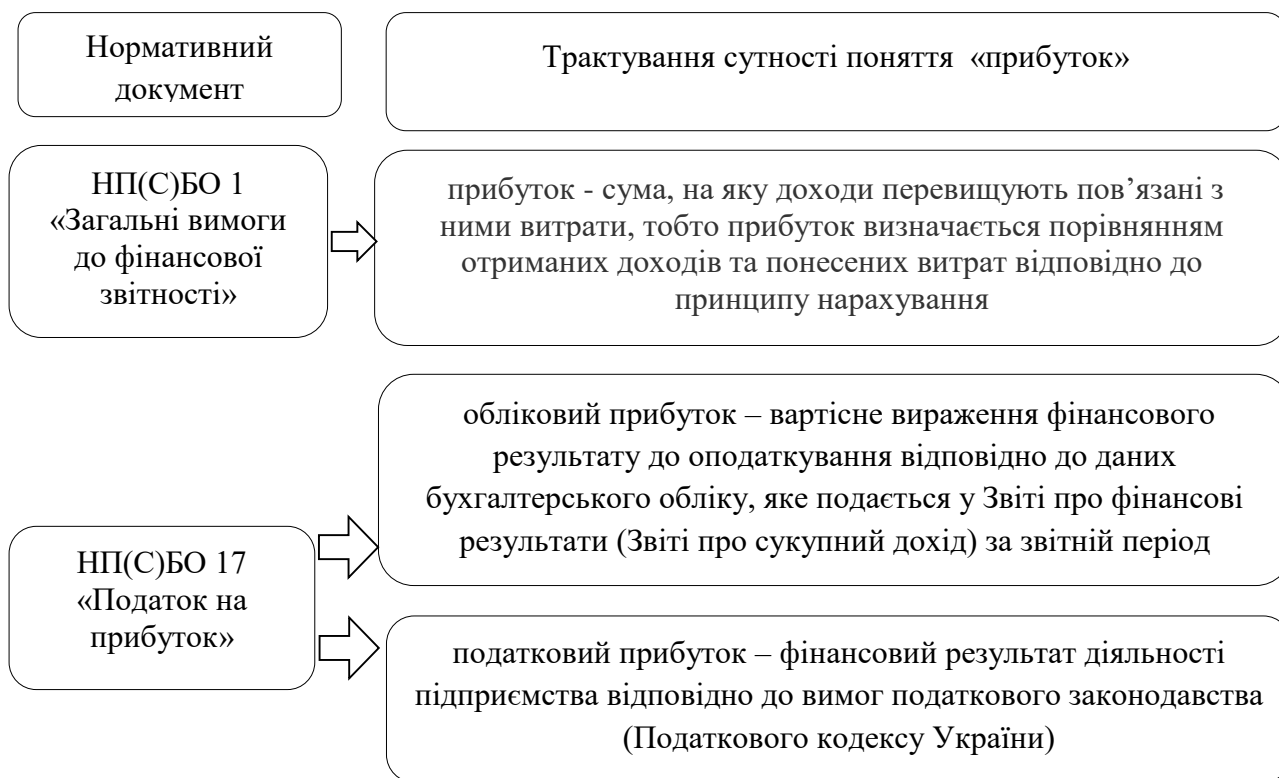 Нормативний
документ
Трактування сутності поняття «прибуток»
НП(С)БО 1
«Загальні вимоги
до фінансової
звітності»
прибуток - сума, на яку доходи перевищують пов’язані з
ними витрати, тобто прибуток визначається порівнянням
отриманих доходів та понесених витрат відповідно до
принципу нарахування
НП(С)БО 17
«Податок на
прибуток»
обліковий прибуток – вартісне вираження фінансового
результату до оподаткування відповідно до даних
бухгалтерського обліку, яке подається у Звіті про фінансові
результати (Звіті про сукупний дохід) за звітній період
податковий прибуток – фінансовий результат діяльності
підприємства відповідно до вимог податкового законодавства
(Податкового кодексу України)